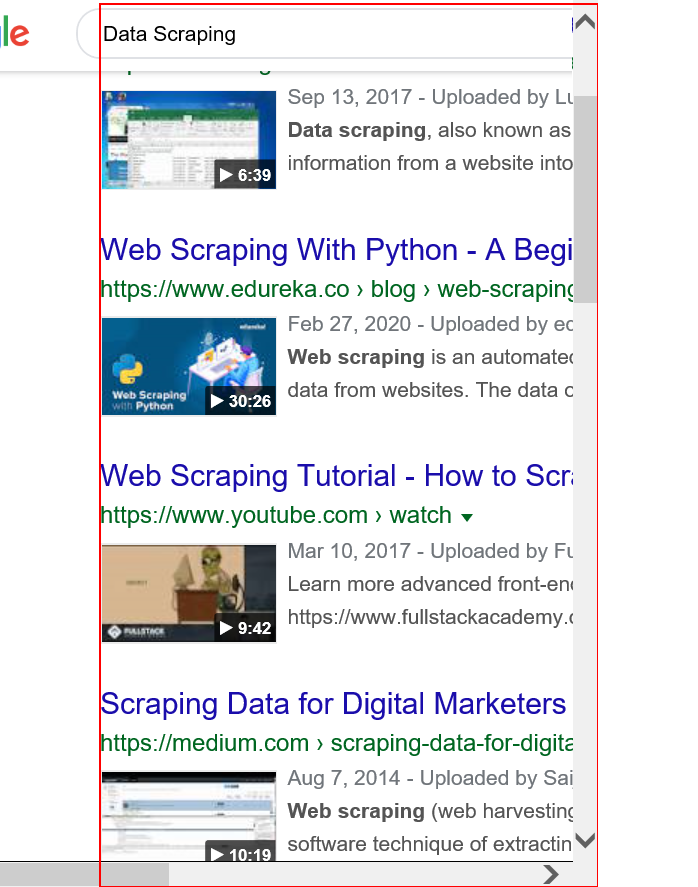 le
Data Scraping
Sep 13, 2017 - Uploaded by Lu
Data scraping, also known as
information from a website into
6:39
Web Scraping With Python - A Begi
https://www.edureka.co › blog › web-scraping
Feb 27, 2020 - Uploaded by ed
Web scraping is an automated
data from websites. The data c
edureka!
Web Scraping
with Python
30:26
Web Scraping Tutorial - How to Scra
https://www.youtube.com › watch
Mar 10, 2017 - Uploaded by Fu
Learn more advanced front-end
https://www.fullstackacademy.c
FULLSTACK
9:42
Scraping Data for Digital Marketers
https://medium.com › scraping-data-for-digita
Aug 7, 2014 - Uploaded by Saij
Web scraping (web harvesting
software technique of extractin
10:19